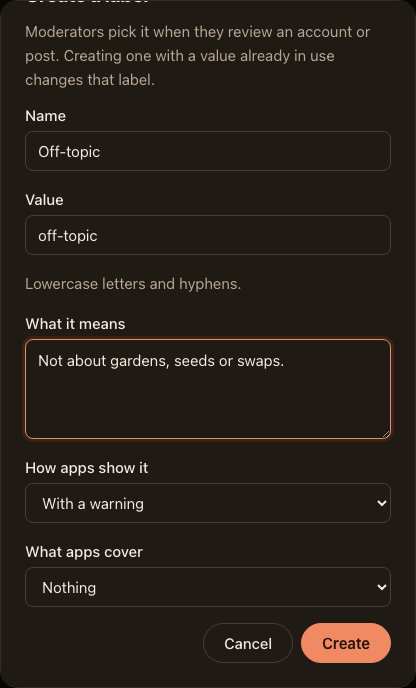 Moderators pick it when they review an account or
post. Creating one with a value already in use
changes that label.
Name
Off-topic
Value
off-topic
Lowercase letters and hyphens.
What it means
Not about gardens, seeds or swaps.
How apps show it
With a warning
What apps cover
Nothing
Cancel
Create